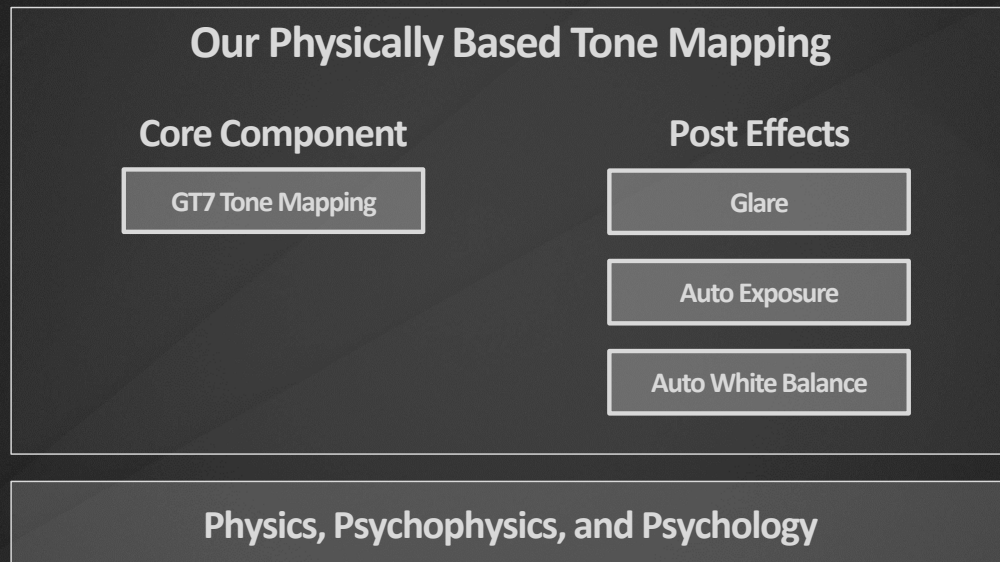 Our Physically Based Tone Mapping
Core Component
GT7 Tone Mapping
Post Effects
Glare
Auto Exposure
Auto White Balance
Physics, Psychophysics, and Psychology